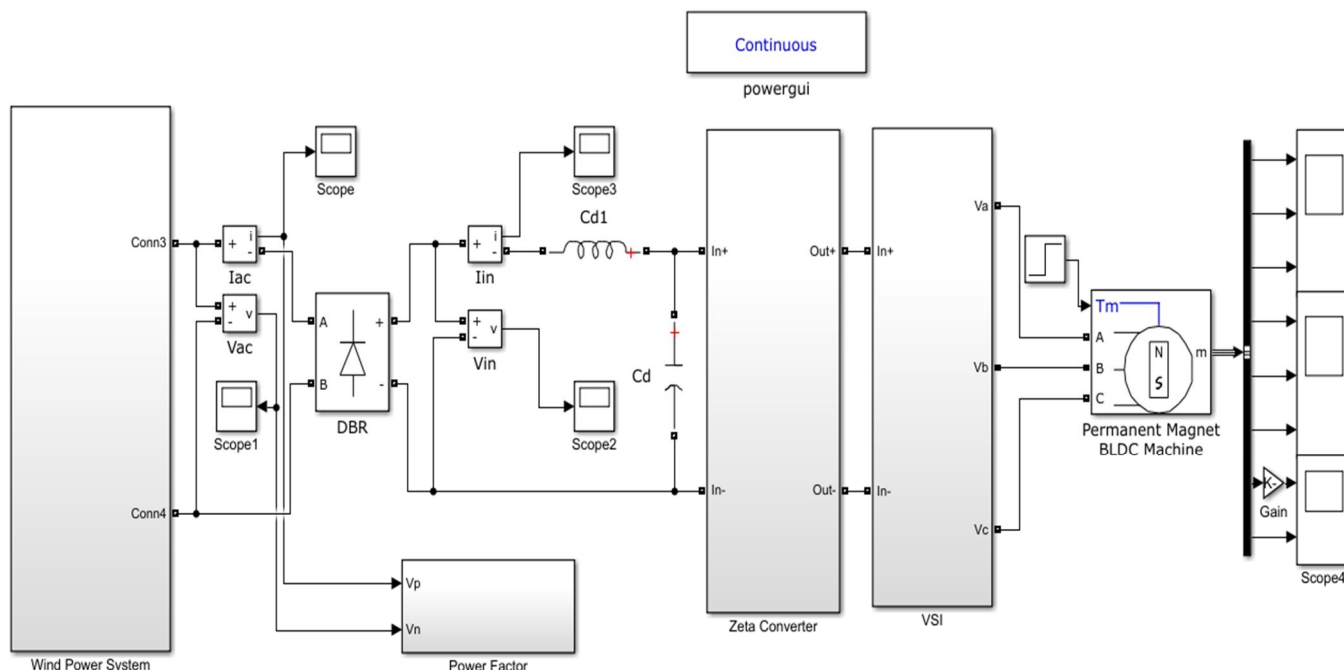 Continuous
powergui
Scope
Scope3
Cd1
Conn3
+
i
-
Iac
+
i
-
Iin
In+
Out+
In+
Va
+
-
v
Vac
A
B
+
-
DBR
+
-
v
Vin
Cd
Scope1
Scope2
Tm
A
B
C
N
S
m
Vb
Permanent Magnet
BLDC Machine
Conn4
In-
Out-
In-
Vc
K-
Gain
Scope4
Vp
Vn
Power Factor
Wind Power System
Zeta Converter
VSI